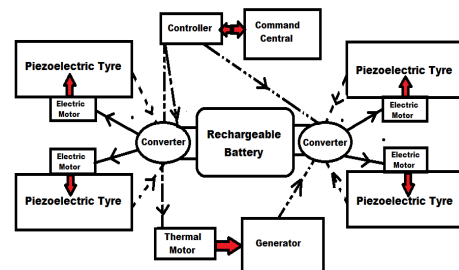 Controller
Command
Central
Piezoelectric Tyre
Piezoelectric Tyre
Electric
Motor
Electric
Motor
Converter
Rechargeable
Battery
Converter
Electric
Motor
Electric
Motor
Piezoelectric Tyre
Piezoelectric Tyre
Thermal
Motor
Generator